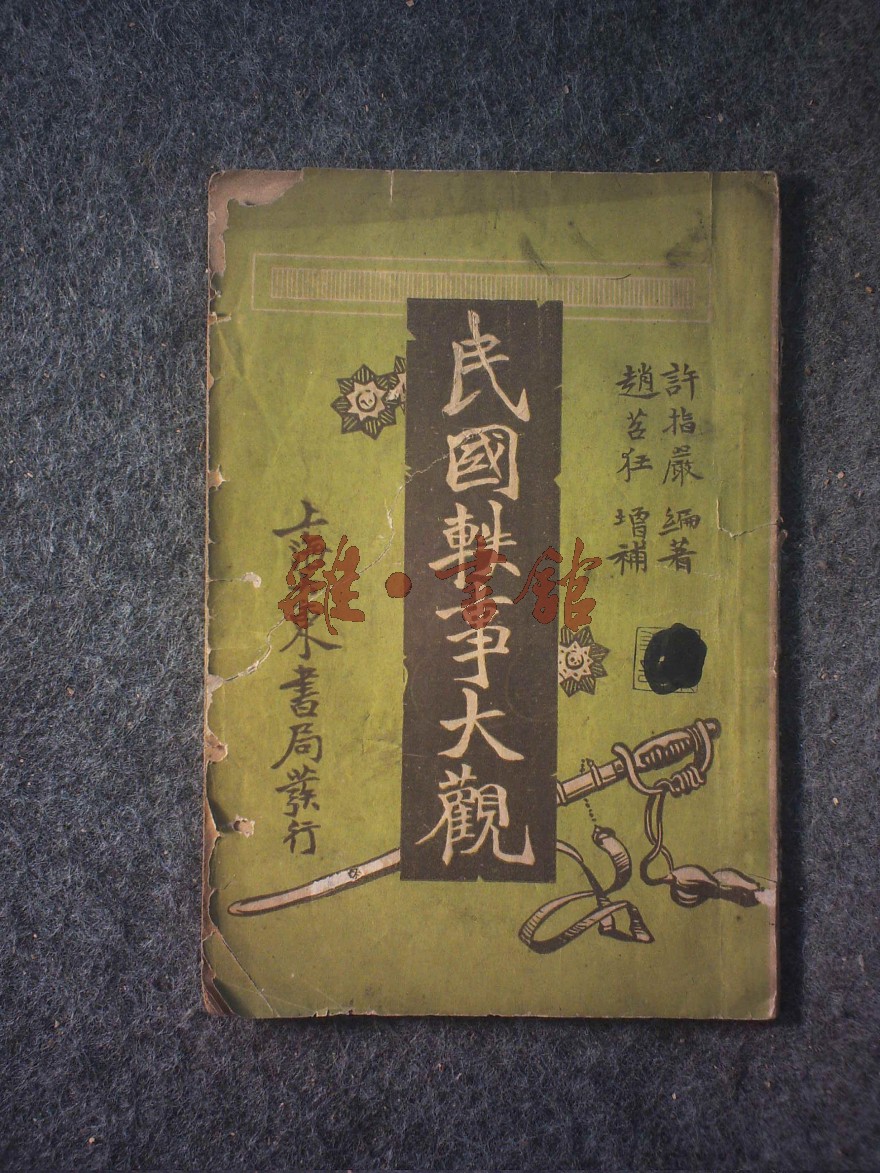 許指嚴 編著
趙苕狂 增補
民國軼事大觀
上 書局發行
雜·書館